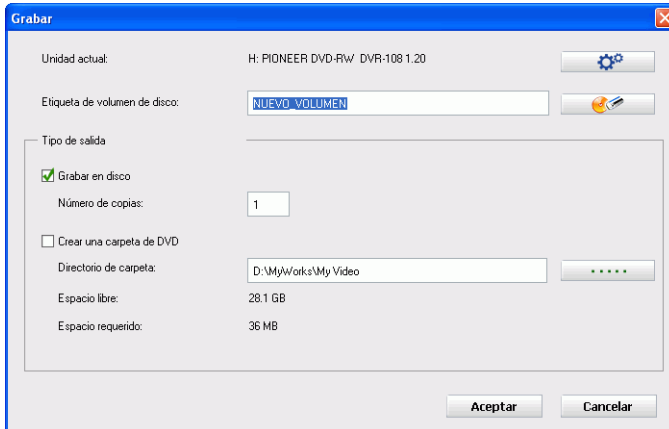 Grabar
Unidad actual: H: PIONEER DVD-RW DVR-108 1.20
Etiqueta de volumen de disco: NUEVO_VOLUMEN
Tipo de salida
Grabar en disco
Número de copias: 1
Crear una carpeta de DVD
Directorio de carpeta: D:\MyWorks\My Video
Espacio libre: 28.1 GB
Espacio requerido: 36 MB
Aceptar Cancelar